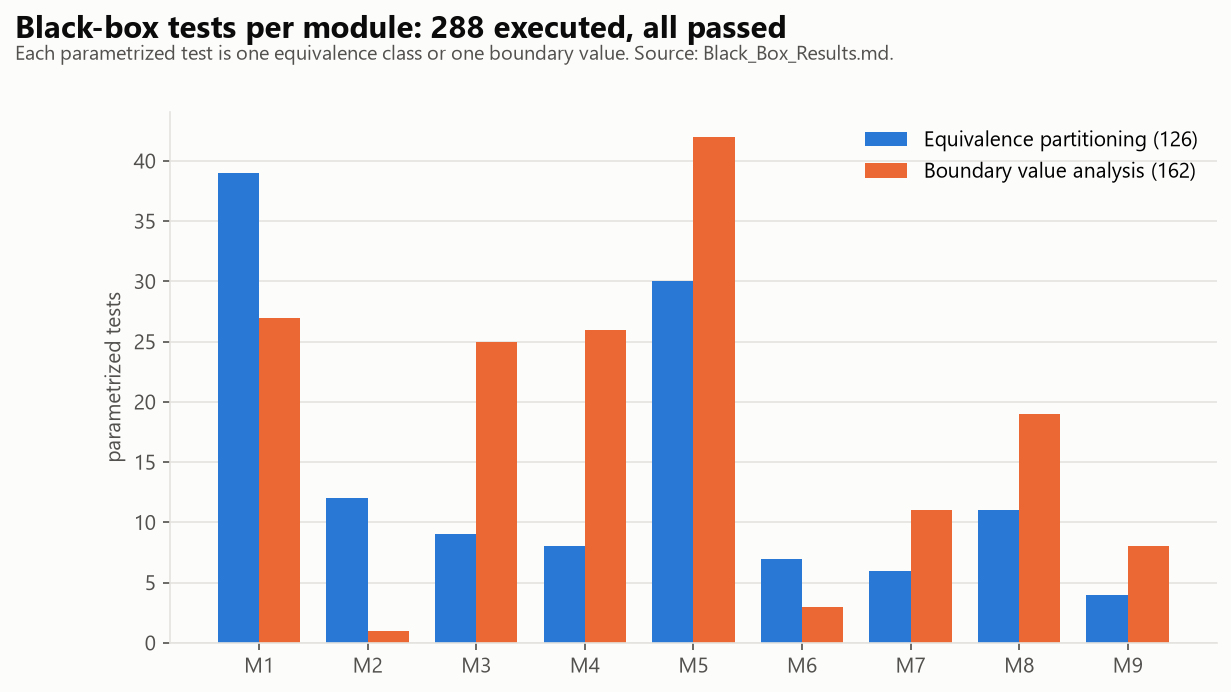 Black-box tests per module: 288 executed, all passed
Each parametrized test is one equivalence class or one boundary value. Source: Black_Box_Results.md.
Equivalence partitioning (126)
Boundary value analysis (162)
parametrized tests
40
35
30
25
20
15
10
5
0
M1 M2 M3 M4 M5 M6 M7 M8 M9